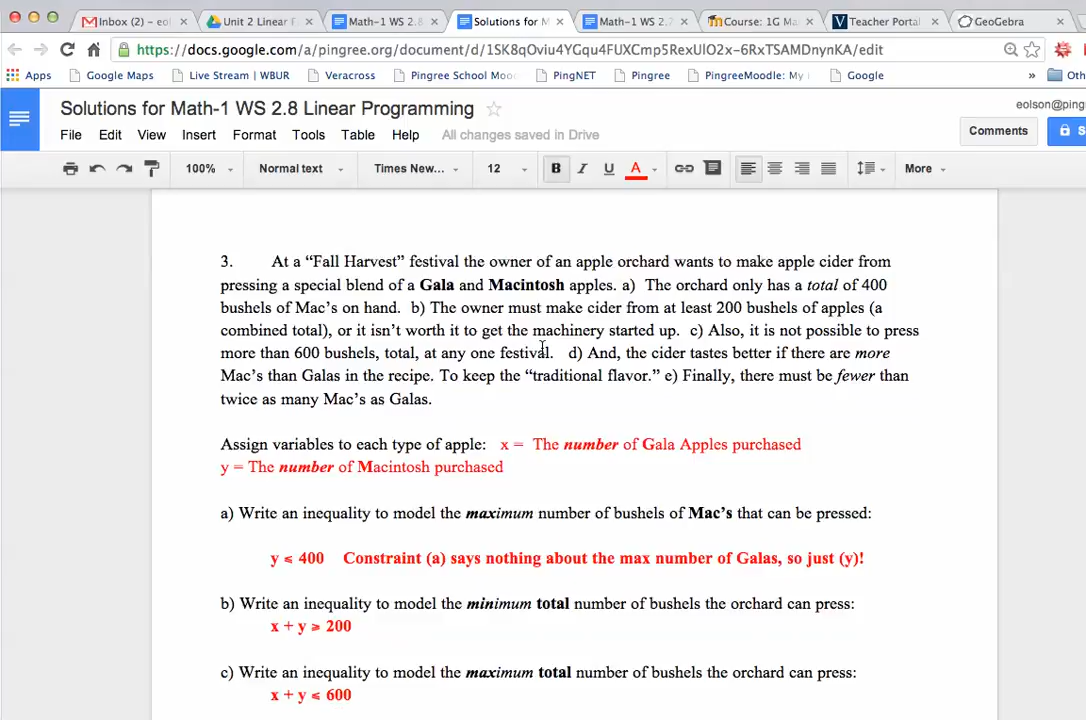 Inbox (2) – eol
Unit 2 Linear F
Math-1 WS 2.8
Solutions for M
Math-1 WS 2.7
Course: 1G Ma
Teacher Portal
GeoGebra
https://docs.google.com/a/pingree.org/document/d/1SK8qOviu4YGqu4FUXCmp5RexUlO2x-6RxTSAMDnynKA/edit
Apps Google Maps Live Stream | WBUR Veracross Pingree School Moo... PingNET Pingree PingreeMoodle: My Google » Oth
Solutions for Math-1 WS 2.8 Linear Programming
eolson@ping
File Edit View Insert Format Tools Table Help All changes saved in Drive
Comments
100% Normal text Times New... 12 B I U A More
3. At a “Fall Harvest” festival the owner of an apple orchard wants to make apple cider from
pressing a special blend of a Gala and Macintosh apples. a) The orchard only has a total of 400
bushels of Mac’s on hand. b) The owner must make cider from at least 200 bushels of apples (a
combined total), or it isn’t worth it to get the machinery started up. c) Also, it is not possible to press
more than 600 bushels, total, at any one festival. d) And, the cider tastes better if there are more
Mac’s than Galas in the recipe. To keep the “traditional flavor.” e) Finally, there must be fewer than
twice as many Mac’s as Galas.
Assign variables to each type of apple: x = The number of Gala Apples purchased
y = The number of Macintosh purchased
a) Write an inequality to model the maximum number of bushels of Mac’s that can be pressed:
y ≤ 400 Constraint (a) says nothing about the max number of Galas, so just (y)!
b) Write an inequality to model the minimum total number of bushels the orchard can press:
x + y ≥ 200
c) Write an inequality to model the maximum total number of bushels the orchard can press:
x + y ≤ 600